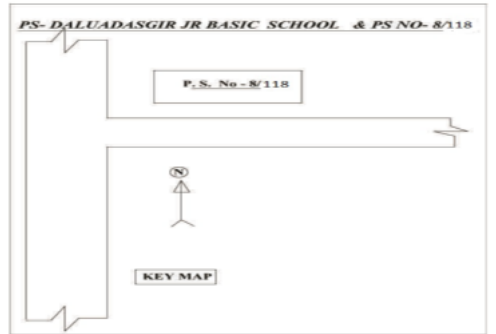 PS- DALUADASGIR JR BASIC SCHOOL & PS NO- 8/118
P. S. No - 8/118
N
KEY MAP